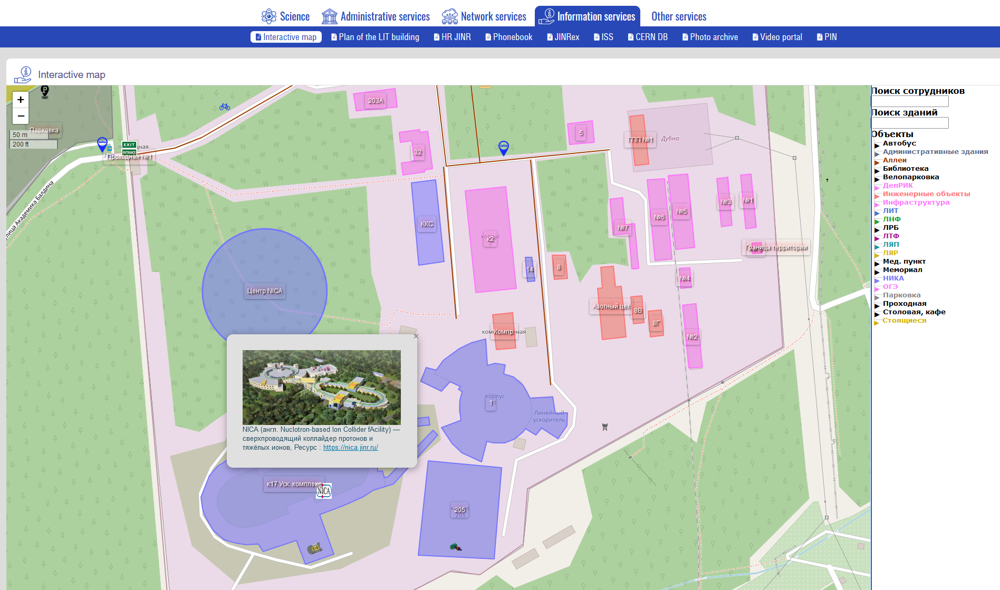 Science
Administrative services
Network services
Information services
Other services
Interactive map
Plan of the LIT building
HR JINR
Phonebook
JINRex
ISS
CERN DB
Photo archive
Video portal
PIN
Interactive map
+
−
P
Парковка
50 m
200 ft
EXIT
ENTRANCE
Проходная №1
улица Академика Балдина
203А
32
5
ГПП №1
Дубна
ККС
корпус
2
к2
14
8
№7
№6
№5
№3
№1
Граница территории
№4
Азотный цех
8В
8Г
№2
Центр NICA
Компр.
корпус
1
Линейный
ускоритель
×
NICA (англ. Nuclotron-based Ion Collider fAcility) —
сверхпроводящий коллайдер протонов и
тяжёлых ионов, Ресурс : https://nica.jinr.ru/
к17 Уск. комплекс
NICA
205
205
Поиск сотрудников
Поиск зданий
Объекты
Автобус
Административные здания
Аллеи
Библиотека
Велопарковка
ДепРИК
Инженерные объекты
Инфраструктура
ЛИТ
ЛНФ
ЛРБ
ЛТФ
ЛЯП
ЛЯР
Мед. пункт
Мемориал
НИКА
ОГЭ
Парковка
Проходная
Столовая, кафе
Стоящиеся